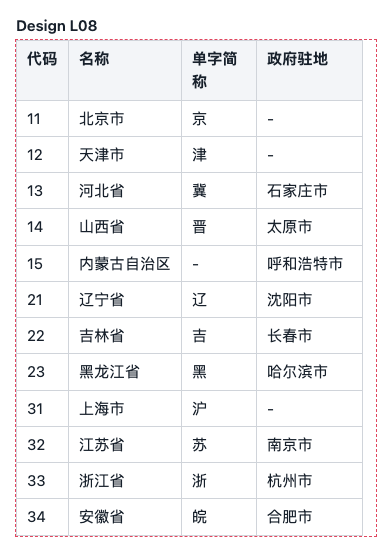 Design L08
代码 名称 单字简称 政府驻地
11 北京市 京 -
12 天津市 津 -
13 河北省 冀 石家庄市
14 山西省 晋 太原市
15 内蒙古自治区 - 呼和浩特市
21 辽宁省 辽 沈阳市
22 吉林省 吉 长春市
23 黑龙江省 黑 哈尔滨市
31 上海市 沪 -
32 江苏省 苏 南京市
33 浙江省 浙 杭州市
34 安徽省 皖 合肥市